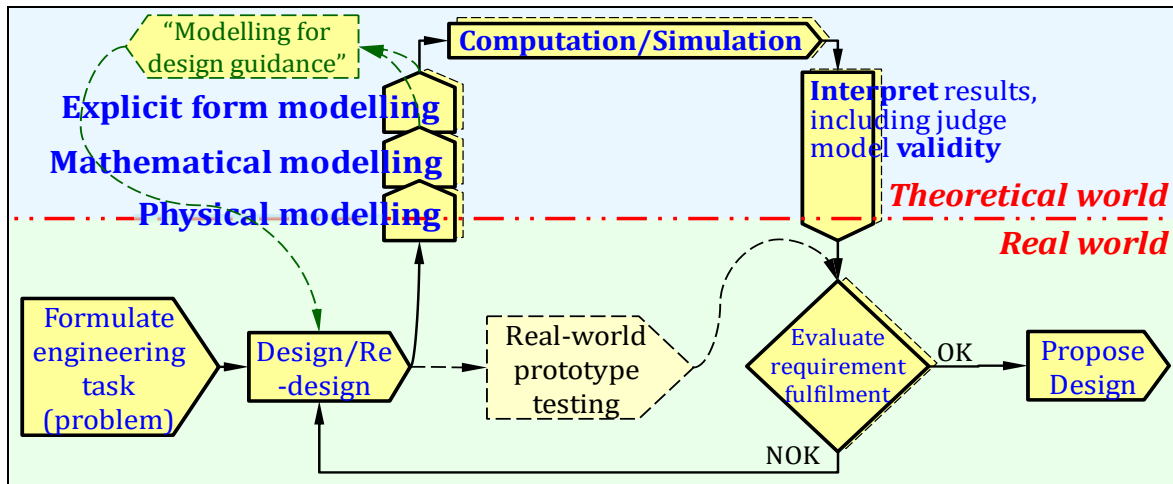 “Modelling for
design guidance”
Computation/Simulation
Explicit form modelling
Mathematical modelling
Physical modelling
Interpret results,
including judge
model validity
Theoretical world
Real world
Formulate
engineering
task
(problem)
Design/Re
-design
Real-world
prototype
testing
Evaluate
requirement
fulfilment
OK
Propose
Design
NOK